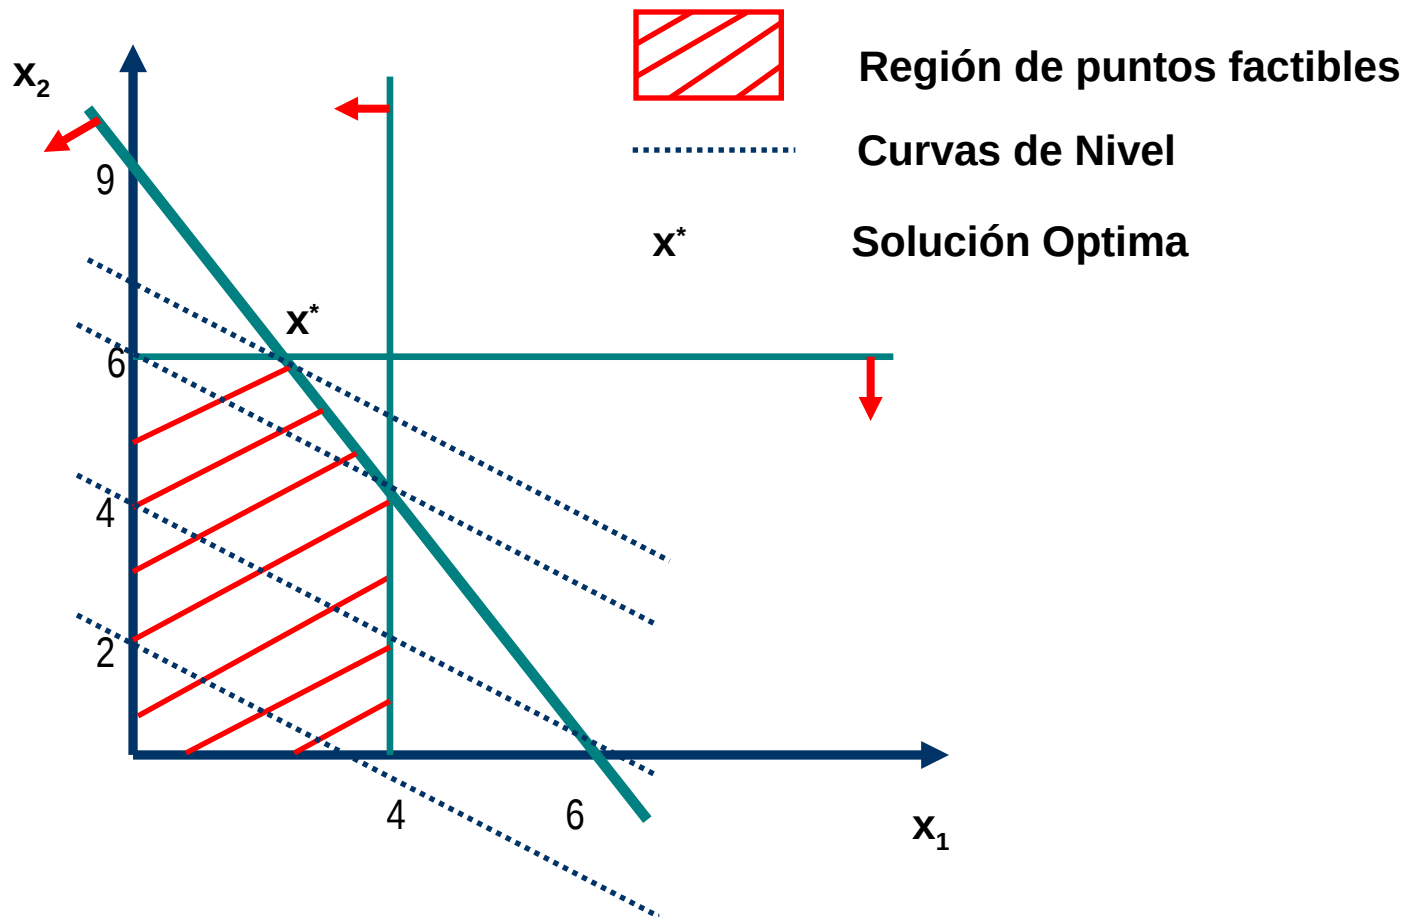 x2
Región de puntos factibles
Curvas de Nivel
x* Solución Optima
9
x*
6
4
2
4 6
x1